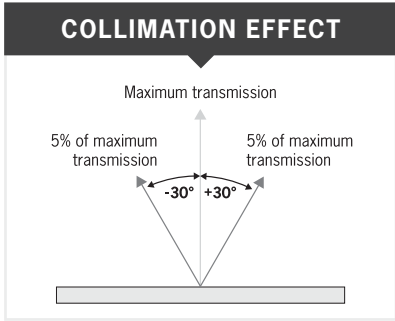 COLLIMATION EFFECT
Maximum transmission
5% of maximum
transmission
5% of maximum
transmission
-30° +30°